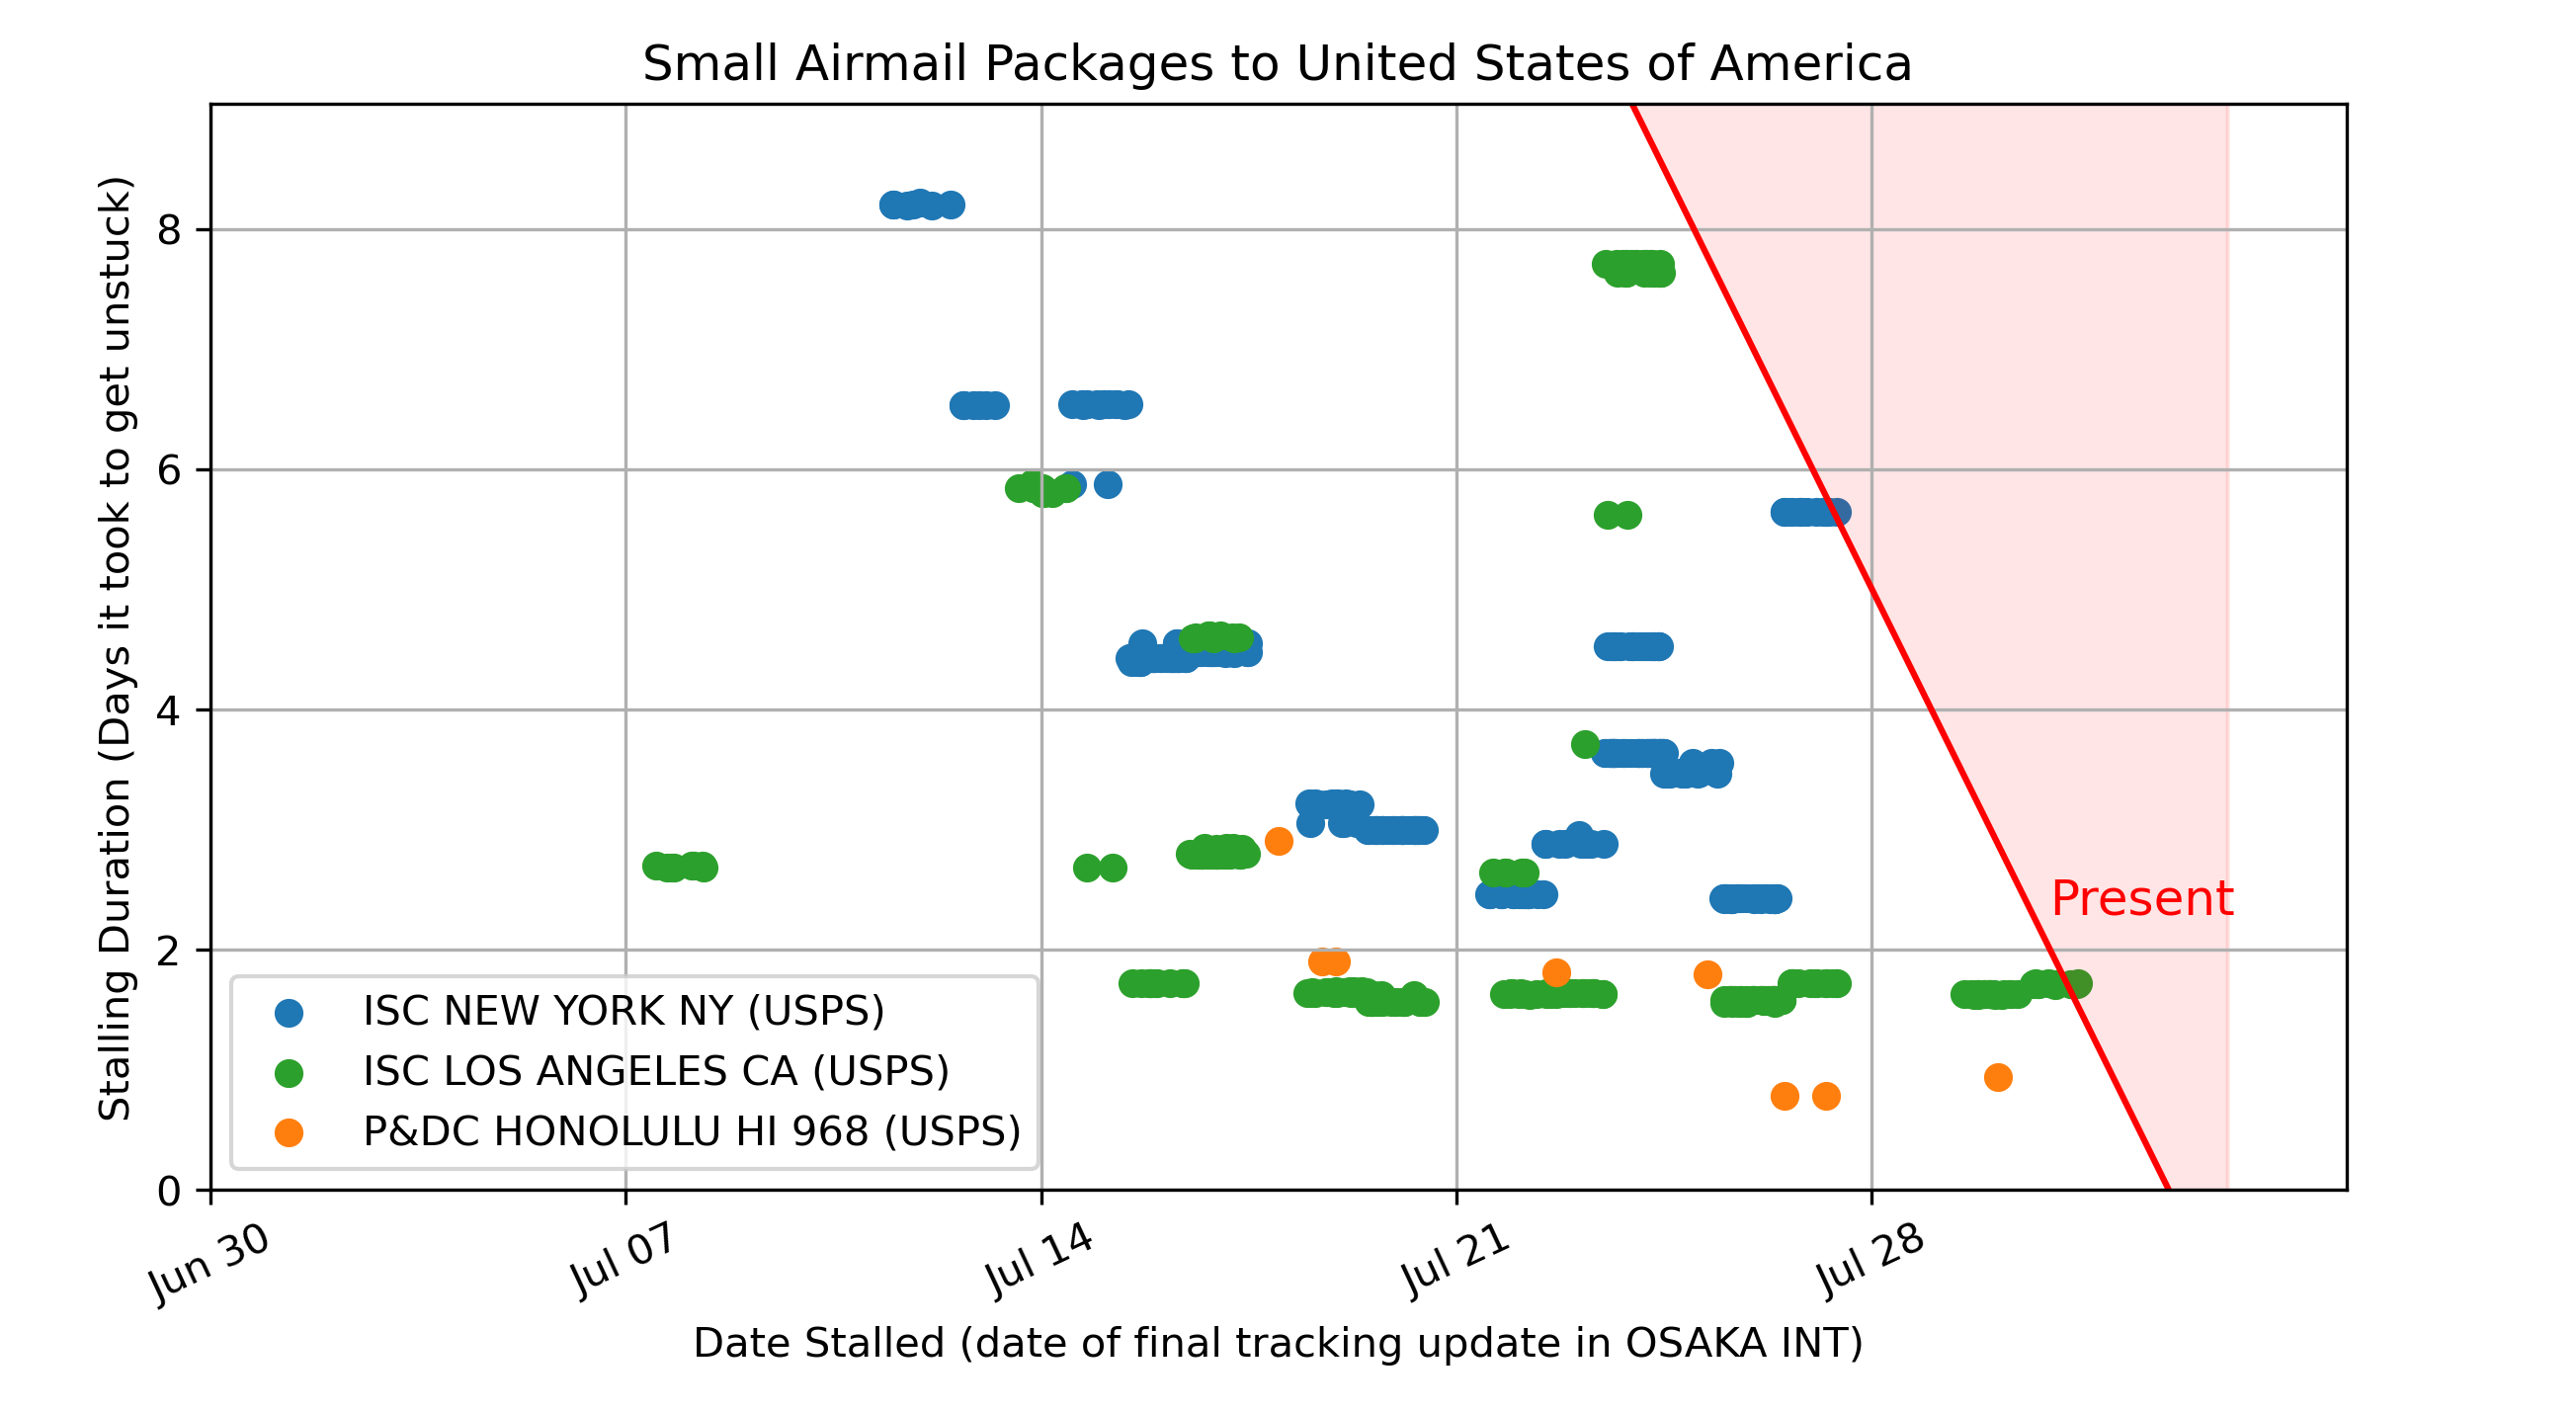 Small Airmail Packages to United States of America
Stalling Duration (Days it took to get unstuck)
8
6
4
2
0
Present
ISC NEW YORK NY (USPS)
ISC LOS ANGELES CA (USPS)
P&DC HONOLULU HI 968 (USPS)
Jun 30
Jul 07
Jul 14
Jul 21
Jul 28
Date Stalled (date of final tracking update in OSAKA INT)